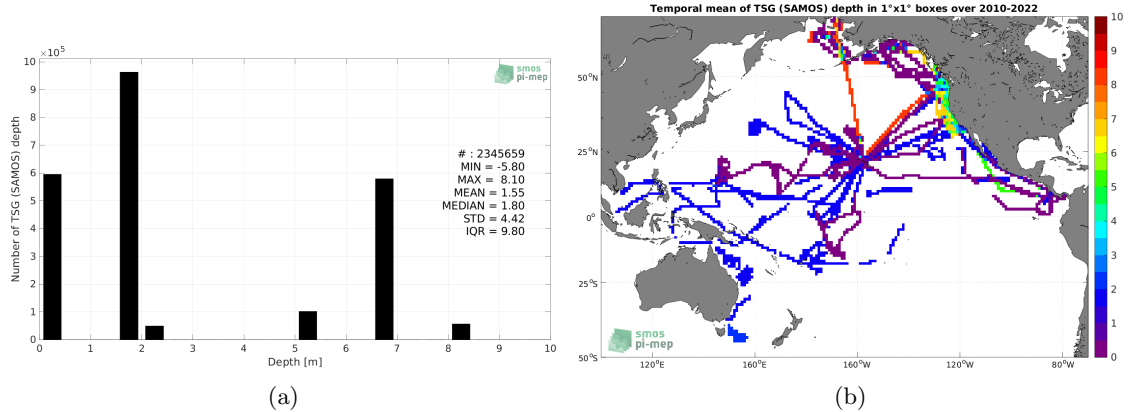 ×10⁵
10
9
8
7
6
5
4
3
2
1
0
Number of TSG (SAMOS) depth
0 1 2 3 4 5 6 7 8 9 10
Depth [m]
smos
pi-mep
# : 2345659
MIN = -5.80
MAX = 8.10
MEAN = 1.55
MEDIAN = 1.80
STD = 4.42
IQR = 9.80
(a)
Temporal mean of TSG (SAMOS) depth in 1°x1° boxes over 2010-2022
50°N
25°N
0°
25°S
50°S
120°E 160°E 160°W 120°W 80°W
smos
pi-mep
10
9
8
7
6
5
4
3
2
1
0
(b)